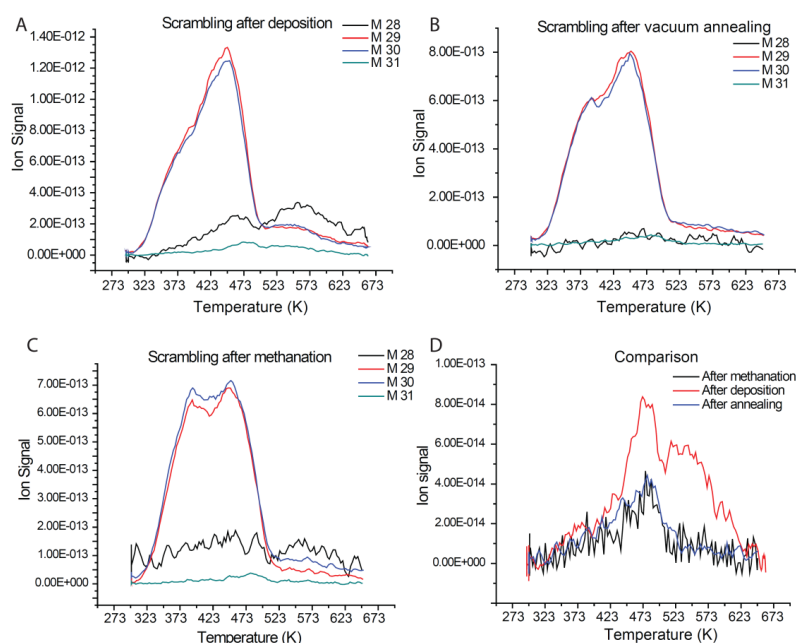 A
Scrambling after deposition
M 28
M 29
M 30
M 31
1.40E-012
1.20E-012
1.00E-012
8.00E-013
6.00E-013
4.00E-013
2.00E-013
0.00E+000
Ion Signal
273 323 373 423 473 523 573 623 673
Temperature (K)
B
Scrambling after vacuum annealing
M 28
M 29
M 30
M 31
8.00E-013
6.00E-013
4.00E-013
2.00E-013
0.00E+000
Ion Signal
273 323 373 423 473 523 573 623 673
Temperature (K)
C
Scrambling after methanation
M 28
M 29
M 30
M 31
7.00E-013
6.00E-013
5.00E-013
4.00E-013
3.00E-013
2.00E-013
1.00E-013
0.00E+000
Ion Signal
273 323 373 423 473 523 573 623 673
Temperature (K)
D
Comparison
After methanation
After deposition
After annealing
1.00E-013
8.00E-014
6.00E-014
4.00E-014
2.00E-014
0.00E+000
Ion signal
273 323 373 423 473 523 573 623 673
Temperature (K)